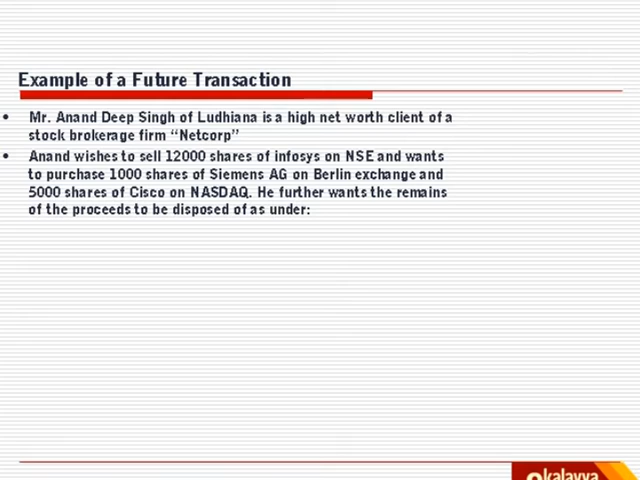 Example of a Future Transaction
• Mr. Anand Deep Singh of Ludhiana is a high net worth client of a
stock brokerage firm “Netcorp”
• Anand wishes to sell 12000 shares of infosys on NSE and wants
to purchase 1000 shares of Siemens AG on Berlin exchange and
5000 shares of Cisco on NASDAQ. He further wants the remains
of the proceeds to be disposed of as under: